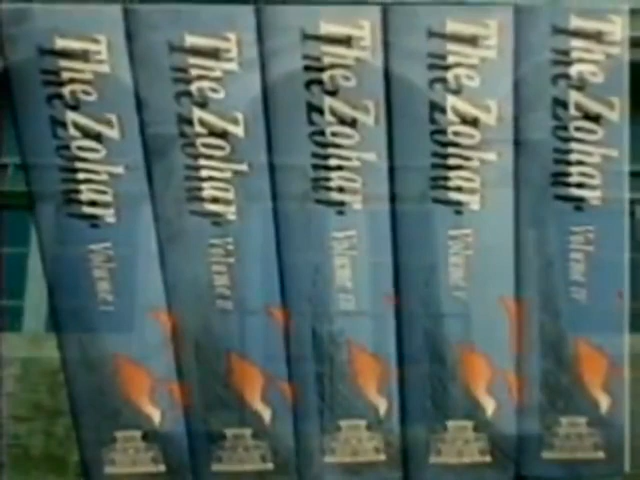 The Zohar Volume I
The Zohar Volume II
The Zohar Volume III
The Zohar Volume V
The Zohar Volume IV